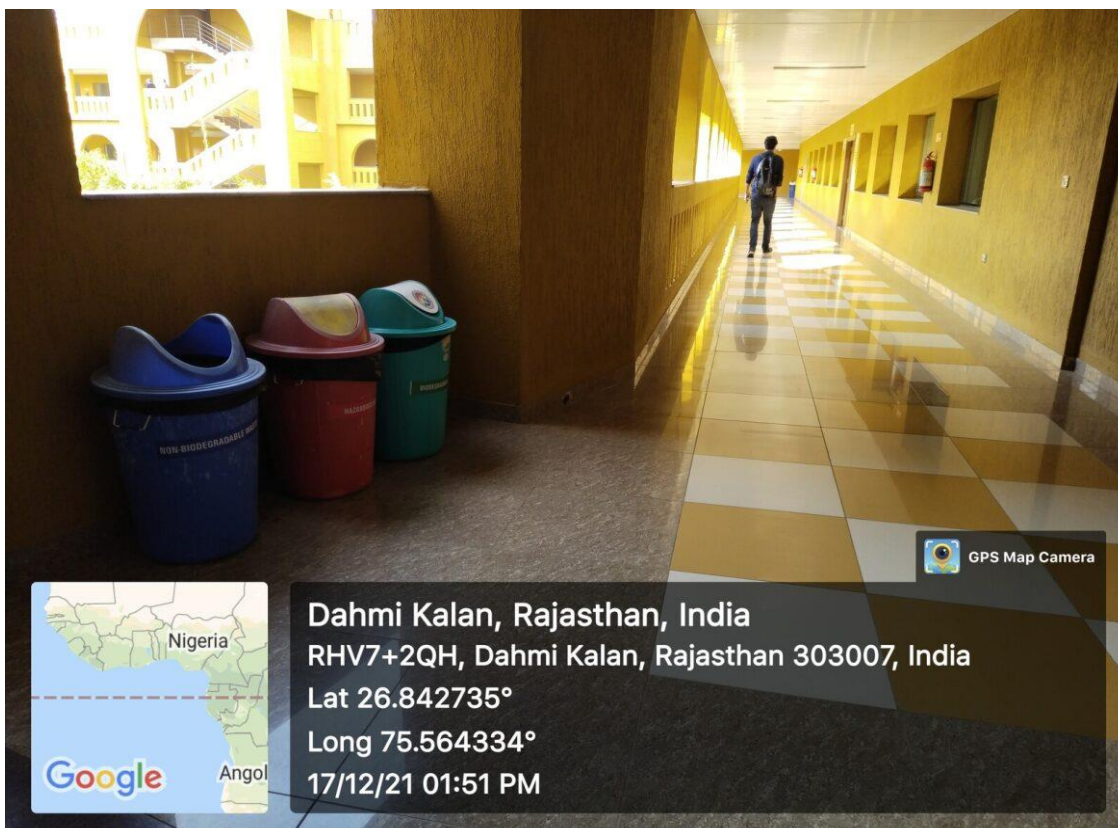 NON-BIODEGRADABLE
BIODEGRADA
GPS Map Camera
Nigeria
Angol
Google
Dahmi Kalan, Rajasthan, India
RHV7+2QH, Dahmi Kalan, Rajasthan 303007, India
Lat 26.842735°
Long 75.564334°
17/12/21 01:51 PM